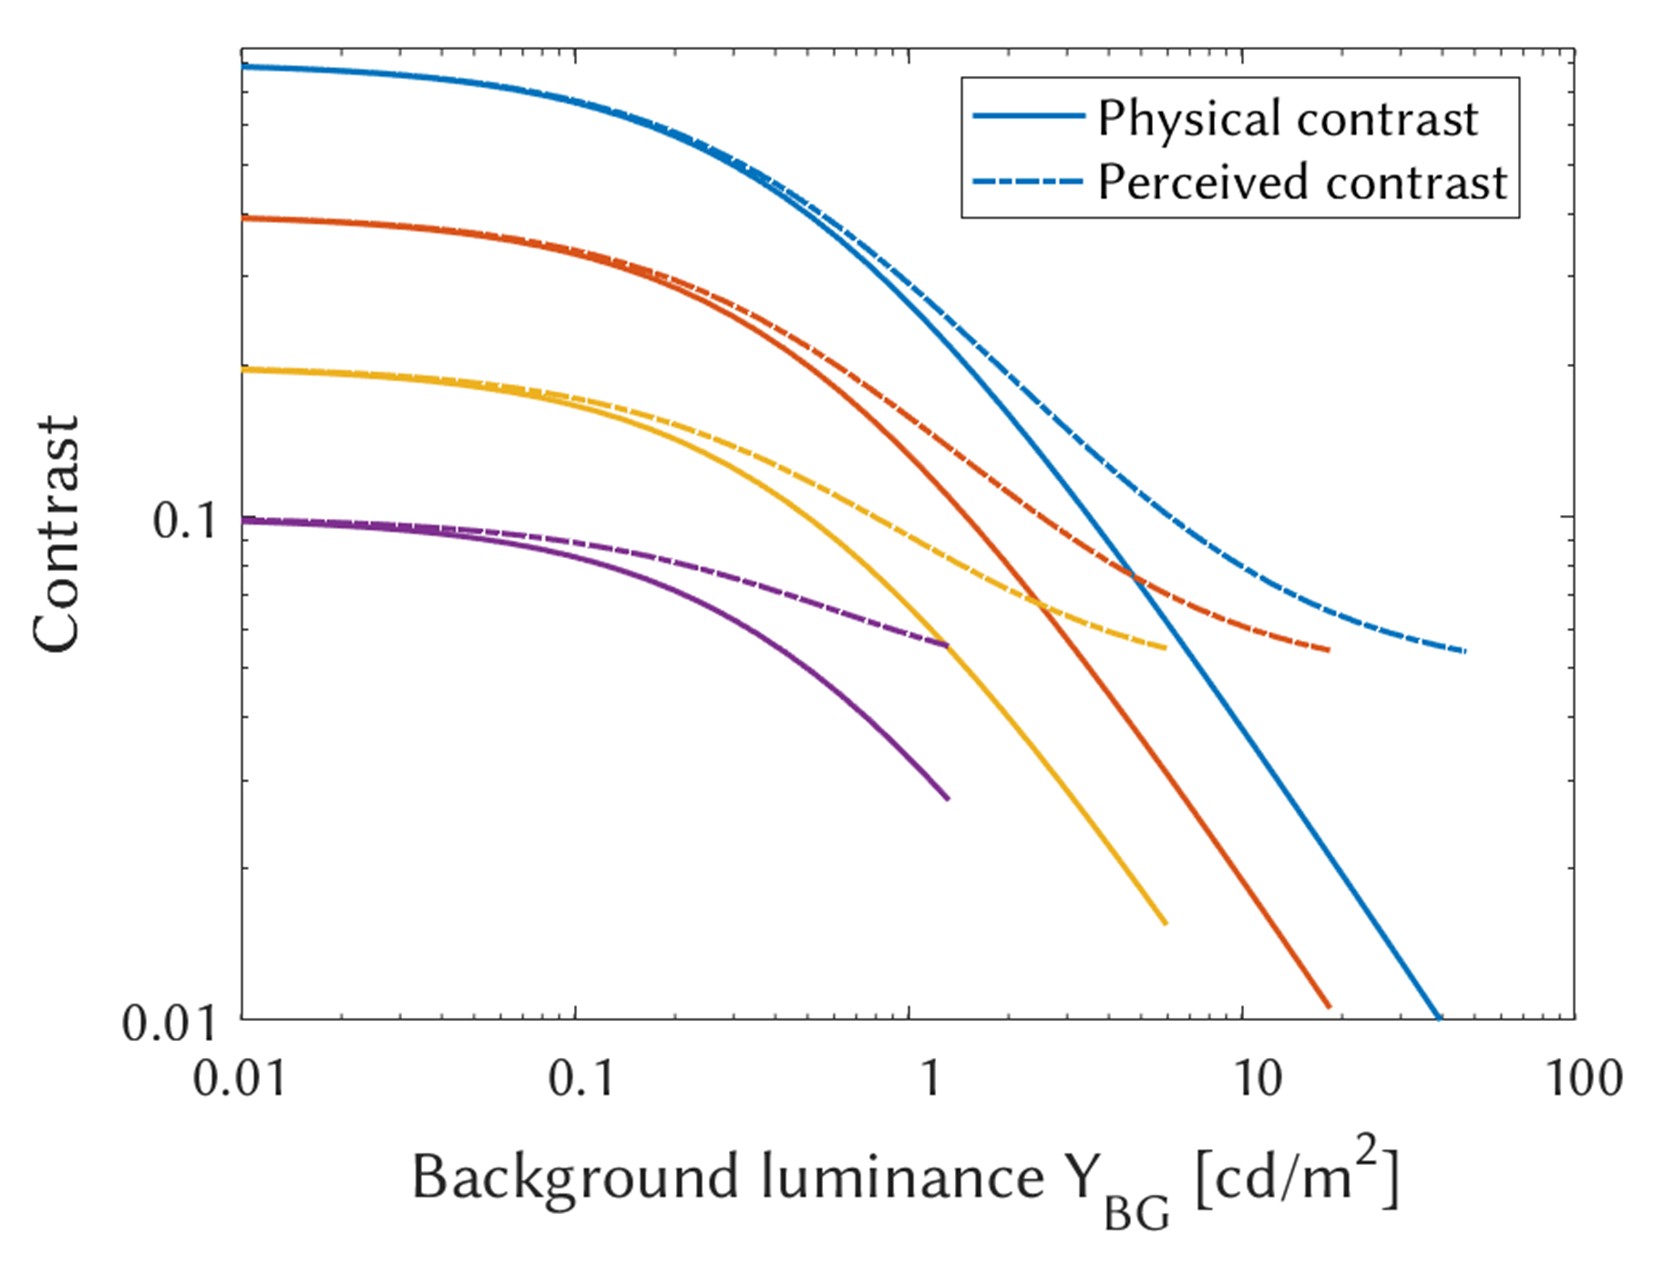 Physical contrast
Perceived contrast
Contrast
0.1
0.01
0.01 0.1 1 10 100
Background luminance Y_BG [cd/m²]